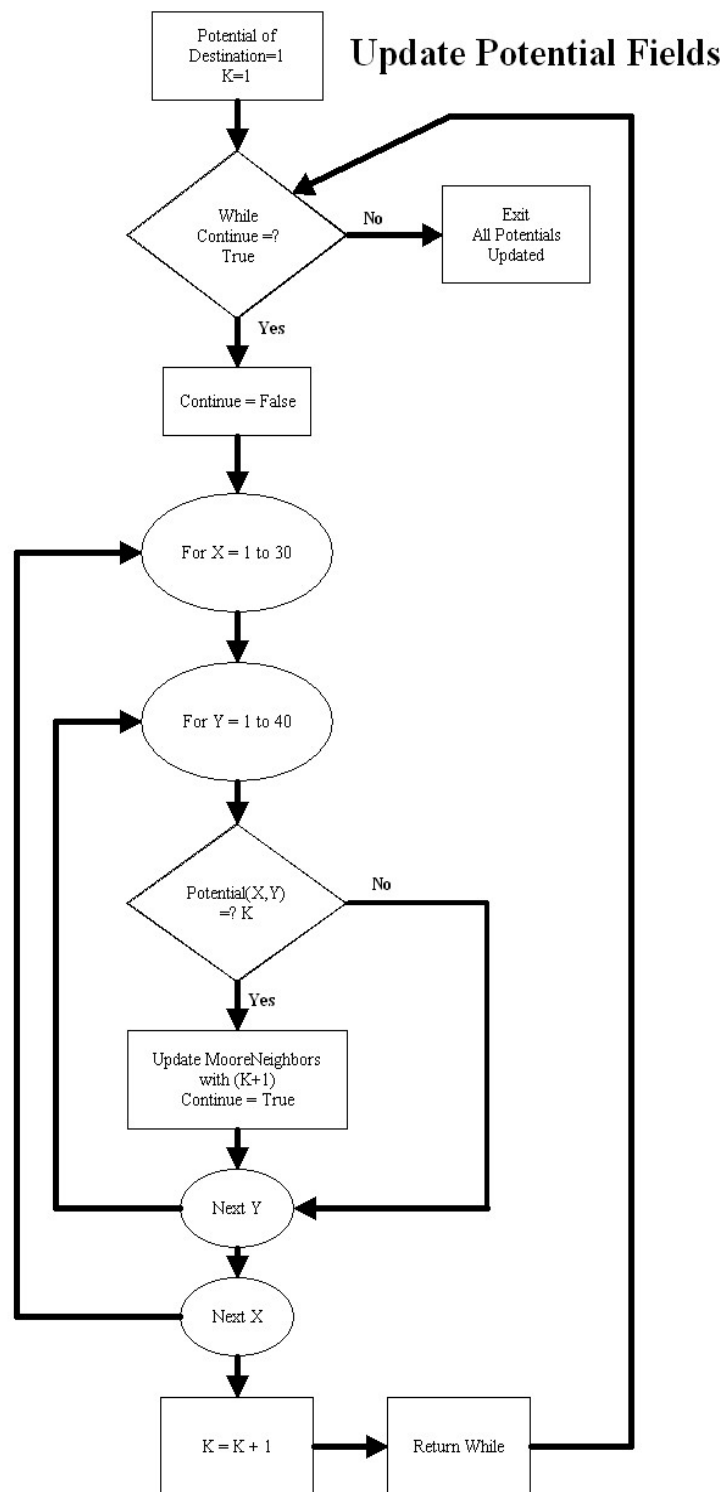 Potential of
Destination=1
K=1
Update Potential Fields
While
Continue =?
True
No
Exit
All Potentials
Updated
Yes
Continue = False
For X = 1 to 30
For Y = 1 to 40
Potential(X,Y)
=? K
No
Yes
Update MooreNeighbors
with (K+1)
Continue = True
Next Y
Next X
K = K + 1
Return While